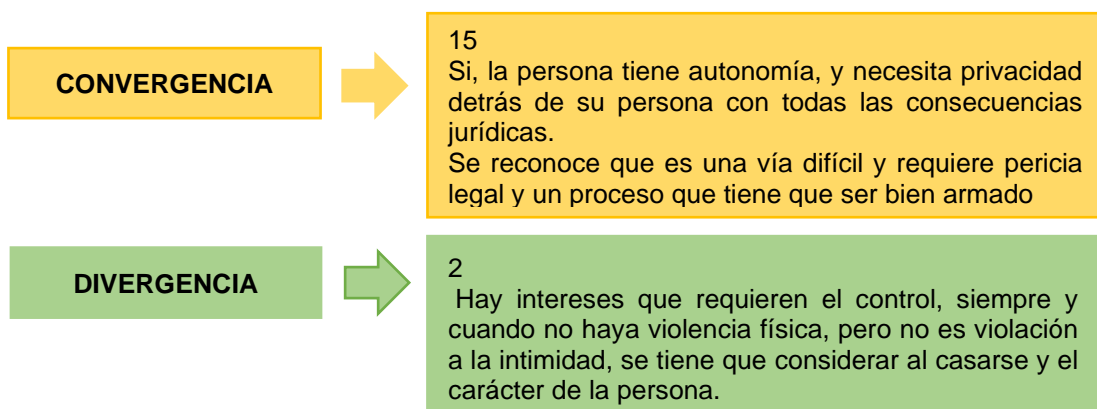 CONVERGENCIA
15
Si, la persona tiene autonomía, y necesita privacidad
detrás de su persona con todas las consecuencias
jurídicas.
Se reconoce que es una vía difícil y requiere pericia
legal y un proceso que tiene que ser bien armado
DIVERGENCIA
2
Hay intereses que requieren el control, siempre y
cuando no haya violencia física, pero no es violación
a la intimidad, se tiene que considerar al casarse y el
carácter de la persona.